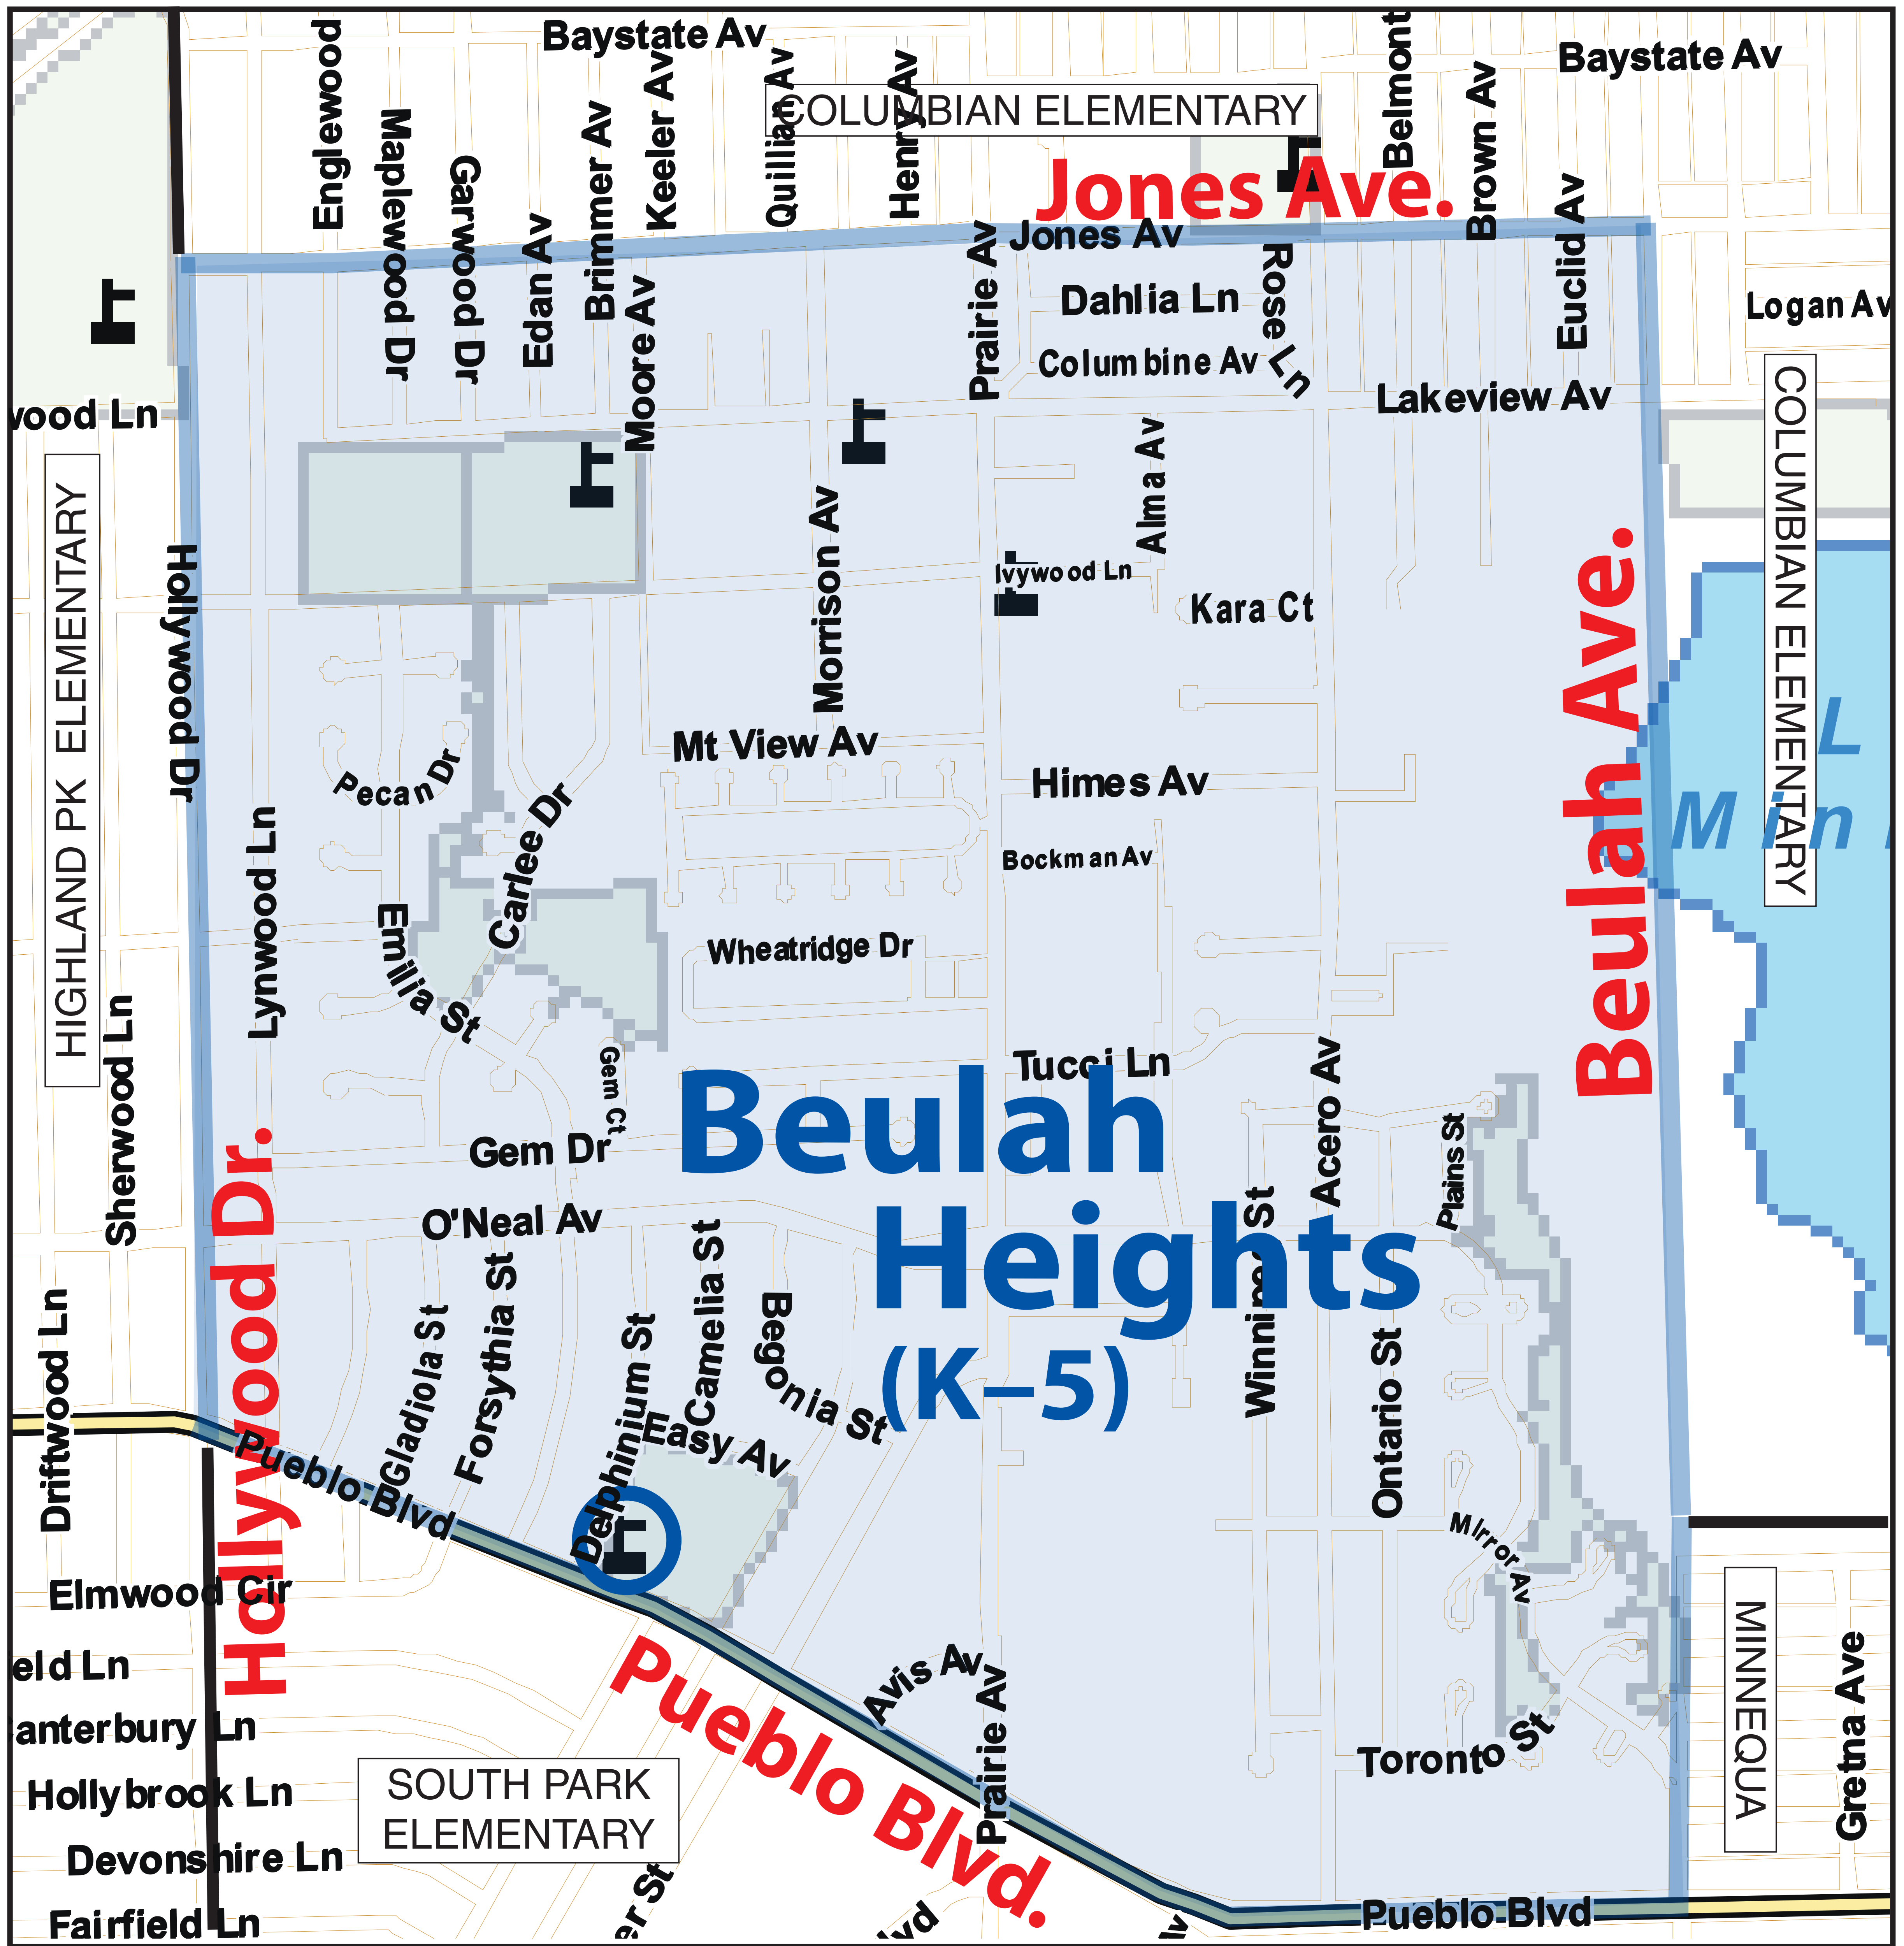 Baystate Av
Baystate Av
Englewood
Maplewood Dr
Garwood Dr
Edan Av
Brimmer Av
Keeler Av
Moore Av
Quillian Av
Henry Av
COLUMBIAN ELEMENTARY
Belmont
Brown Av
Euclid Av
Jones Ave.
Jones Av
Prairie Av
Dahlia Ln
Rose Ln
Columbine Av
Lakeview Av
Logan Av
wood Ln
HIGHLAND PK ELEMENTARY
Hollywood Dr
COLUMBIAN ELEMENTARY
Alma Av
Morrison Av
Ivywood Ln
Kara Ct
Beulah Ave.
L
Min
Mt View Av
Himes Av
Pecan Dr
Carlee Dr
Bockman Av
Lynwood Ln
Emilia St
Wheatridge Dr
Sherwood Ln
Gem Ct
Tucci Ln
Acero Av
Plains St
Beulah
Heights
(K–5)
Gem Dr
O'Neal Av
Hollywood Dr.
Driftwood Ln
Gladiola St
Forsythia St
Delphinium St
Camelia St
Begonia St
Easy Av
Winnipeg St
Ontario St
Mirror Av
Pueblo Blvd
Elmwood Cir
eld Ln
anterbury Ln
Hollybrook Ln
Devonshire Ln
Fairfield Ln
SOUTH PARK
ELEMENTARY
Pueblo Blvd.
Avis Av
Prairie Av
Toronto St
MINNEQUA
Gretna Ave
er St
lvd
Pueblo Blvd